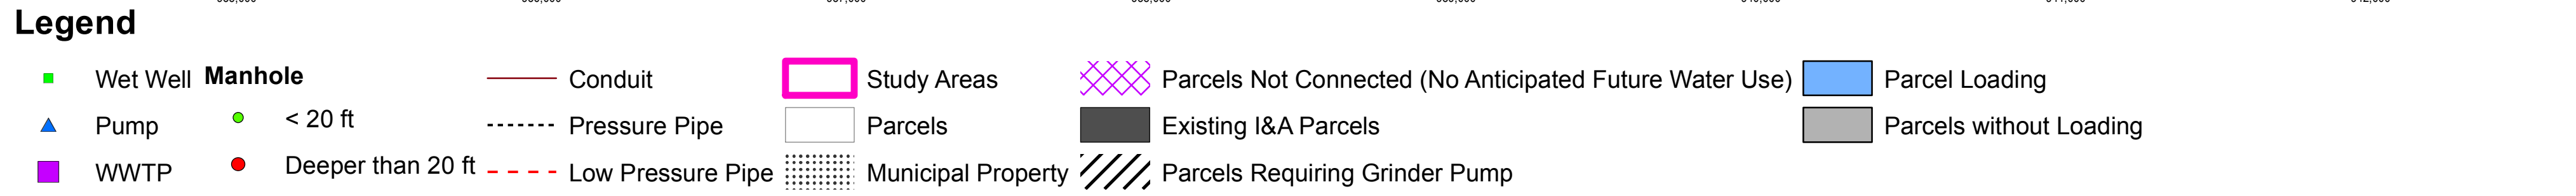 Legend
Wet Well
Pump
WWTP
Manhole
< 20 ft
Deeper than 20 ft
Conduit
Pressure Pipe
Low Pressure Pipe
Study Areas
Parcels
Municipal Property
Parcels Not Connected (No Anticipated Future Water Use)
Existing I&A Parcels
Parcels Requiring Grinder Pump
Parcel Loading
Parcels without Loading